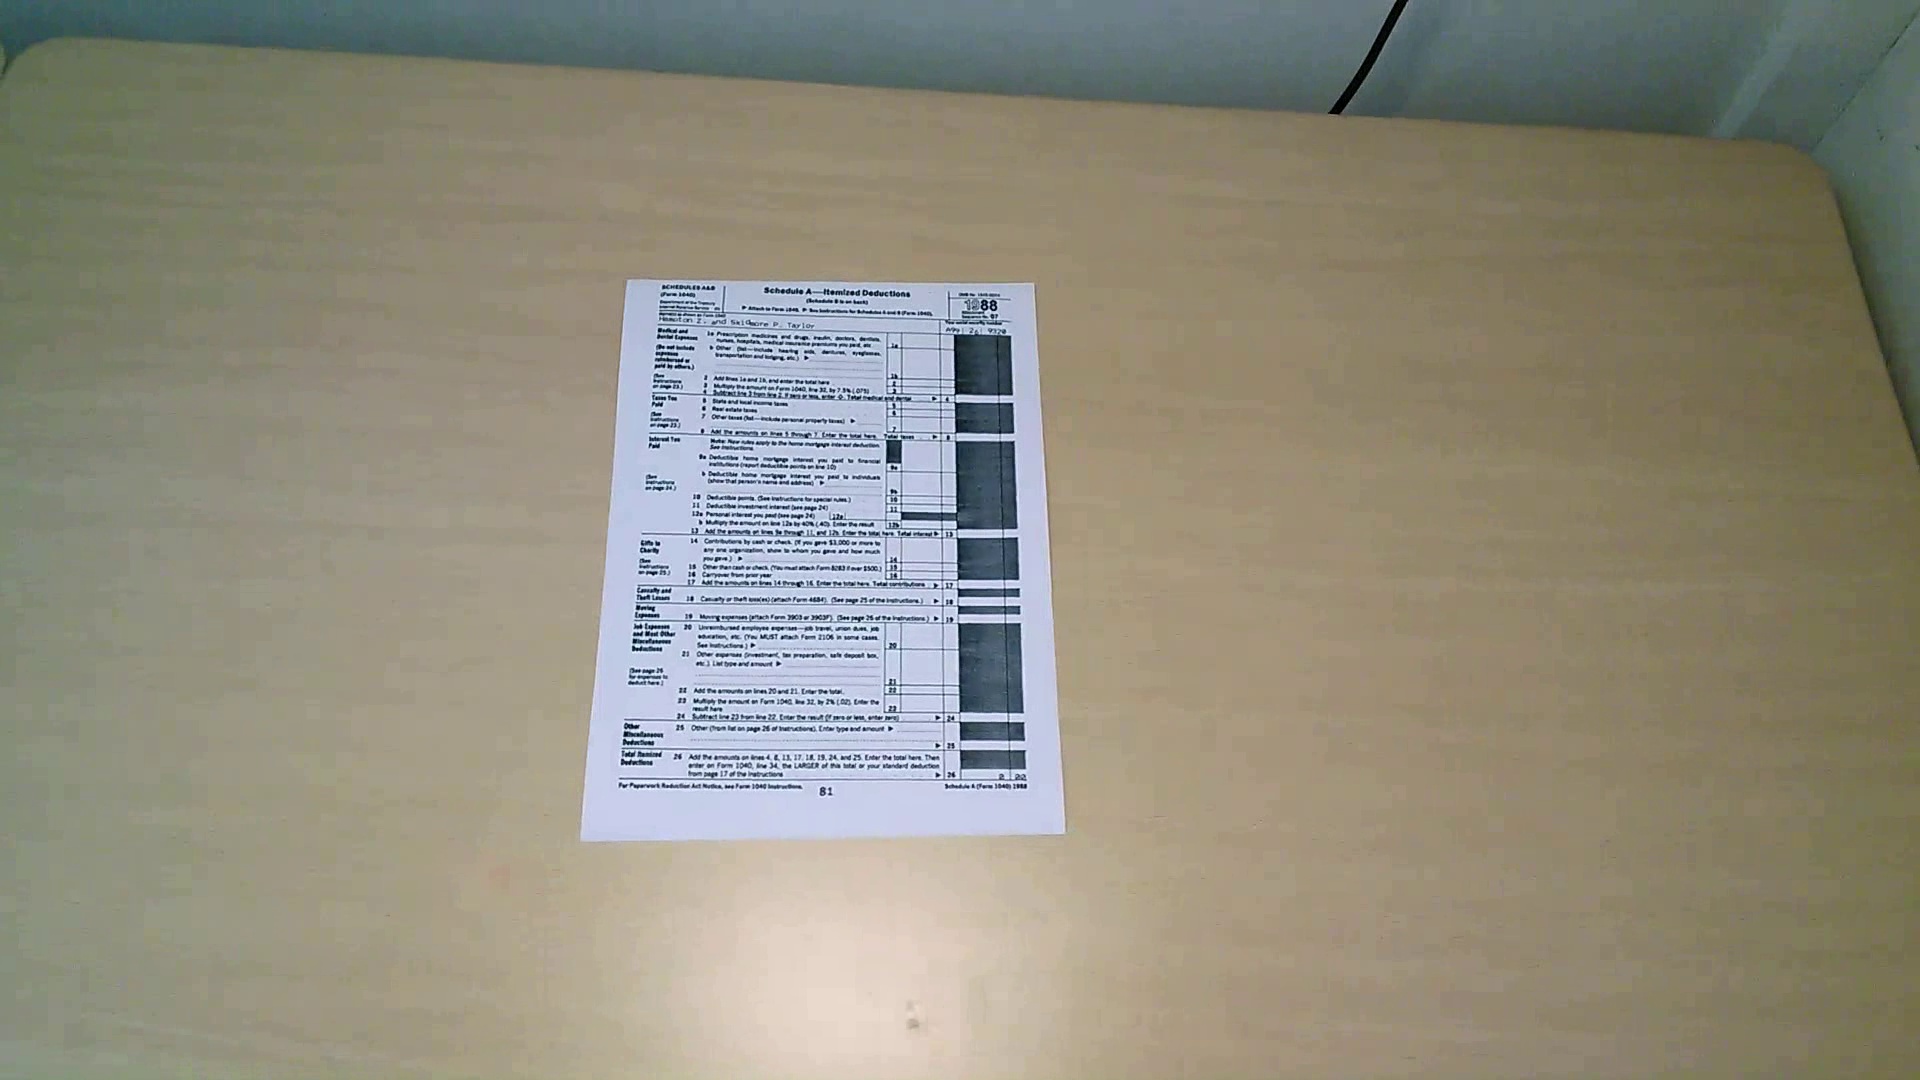 SCHEDULES A&B
(Form 1040)
Department of the Treasury
Internal Revenue Service
Schedule A—Itemized Deductions
(Schedule B is on back)
▶ Attach to Form 1040. ▶ See Instructions for Schedules A and B (Form 1040).
OMB No. 1545-0074
1988
Attachment
Sequence No. 07
Name(s) as shown on Form 1040
Your social security number
and Skidmore P. Taylor
Medical and
Dental Expenses
(Do not include
expenses
reimbursed or
paid by others.)
(See
Instructions
on page 23.)
1a Prescription medicines and drugs, insulin, doctors, dentists,
nurses, hospitals, medical insurance premiums you paid, etc. 1a
b Other (list—include hearing aids, dentures, eyeglasses,
transportation and lodging, etc.) ▶
1b
2 Add lines 1a and 1b, and enter the total here 2
3 Multiply the amount on Form 1040, line 32, by 7.5% (.075) 3
4 Subtract line 3 from line 2. If zero or less, enter -0-. Total medical and dental ▶ 4
Taxes You
Paid
(See
Instructions
on page 23.)
5 State and local income taxes 5
6 Real estate taxes 6
7 Other taxes (list—include personal property taxes) ▶
7
8 Add the amounts on lines 5 through 7. Enter the total here. Total taxes ▶ 8
Interest You
Paid
(See
Instructions
on page 24.)
Note: New rules apply to the home mortgage interest deduction.
See Instructions.
9a Deductible home mortgage interest you paid to financial
institutions (report deductible points on line 10) 9a
b Deductible home mortgage interest you paid to individuals
(show that person's name and address) ▶
9b
10 Deductible points. (See Instructions for special rules.) 10
11 Deductible investment interest (see page 24) 11
12a Personal interest you paid (see page 24) 12a
b Multiply the amount on line 12a by 40% (.40). Enter the result 12b
13 Add the amounts on lines 9a through 11, and 12b. Enter the total here. Total interest ▶ 13
Gifts to
Charity
(See
Instructions
on page 25.)
14 Contributions by cash or check. (If you gave $3,000 or more to
any one organization, show to whom you gave and how much
you gave.) ▶
14
15 Other than cash or check. (You must attach Form 8283 if over $500.) 15
16 Carryover from prior year 16
17 Add the amounts on lines 14 through 16. Enter the total here. Total contributions ▶ 17
Casualty and
Theft Losses
18 Casualty or theft loss(es) (attach Form 4684). (See page 25 of the Instructions.) ▶ 18
Moving
Expenses
19 Moving expenses (attach Form 3903 or 3903F). (See page 26 of the Instructions.) ▶ 19
Job Expenses
and Most Other
Miscellaneous
Deductions
(See page 26
for expenses to
deduct here.)
20 Unreimbursed employee expenses—job travel, union dues, job
education, etc. (You MUST attach Form 2106 in some cases.
See Instructions.) ▶ 20
21 Other expenses (investment, tax preparation, safe deposit box,
etc.). List type and amount ▶
21
22 Add the amounts on lines 20 and 21. Enter the total. 22
23 Multiply the amount on Form 1040, line 32, by 2% (.02). Enter the
result here 23
24 Subtract line 23 from line 22. Enter the result (if zero or less, enter zero) ▶ 24
Other
Miscellaneous
Deductions
25 Other (from list on page 26 of Instructions). Enter type and amount ▶
▶ 25
Total Itemized
Deductions
26 Add the amounts on lines 4, 8, 13, 17, 18, 19, 24, and 25. Enter the total here. Then
enter on Form 1040, line 34, the LARGER of this total or your standard deduction
from page 17 of the Instructions ▶ 26 0 00
For Paperwork Reduction Act Notice, see Form 1040 Instructions.
Schedule A (Form 1040) 1988
81